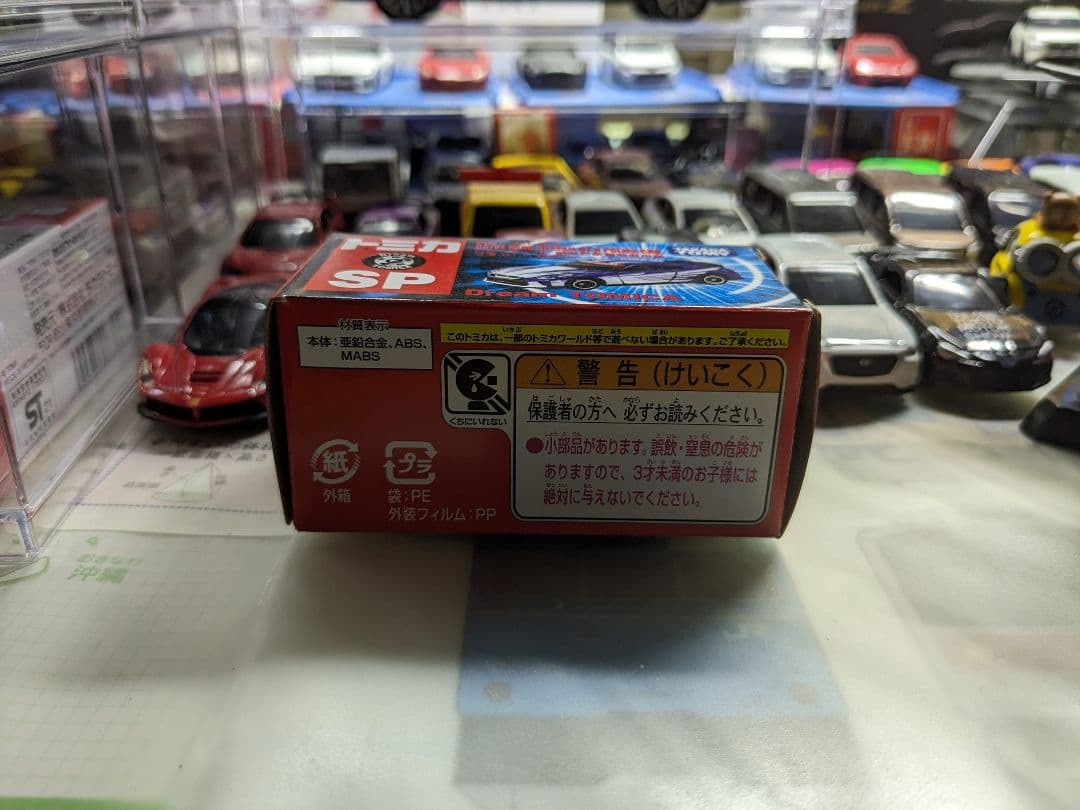 トミカ
SP
Dream TOMICA
材質表示
本体:亜鉛合金、ABS、
MABS
このトミカは、一部のトミカワールド等で遊べない場合があります。ご了承ください。
くちにいれない
警告(けいこく)
保護者の方へ 必ずお読みください。
●小部品があります。誤飲・窒息の危険が
ありますので、3才未満のお子様には
絶対に与えないでください。
紙
外箱
プラ
袋:PE
外装フィルム:PP
ST
おきなわ
沖縄